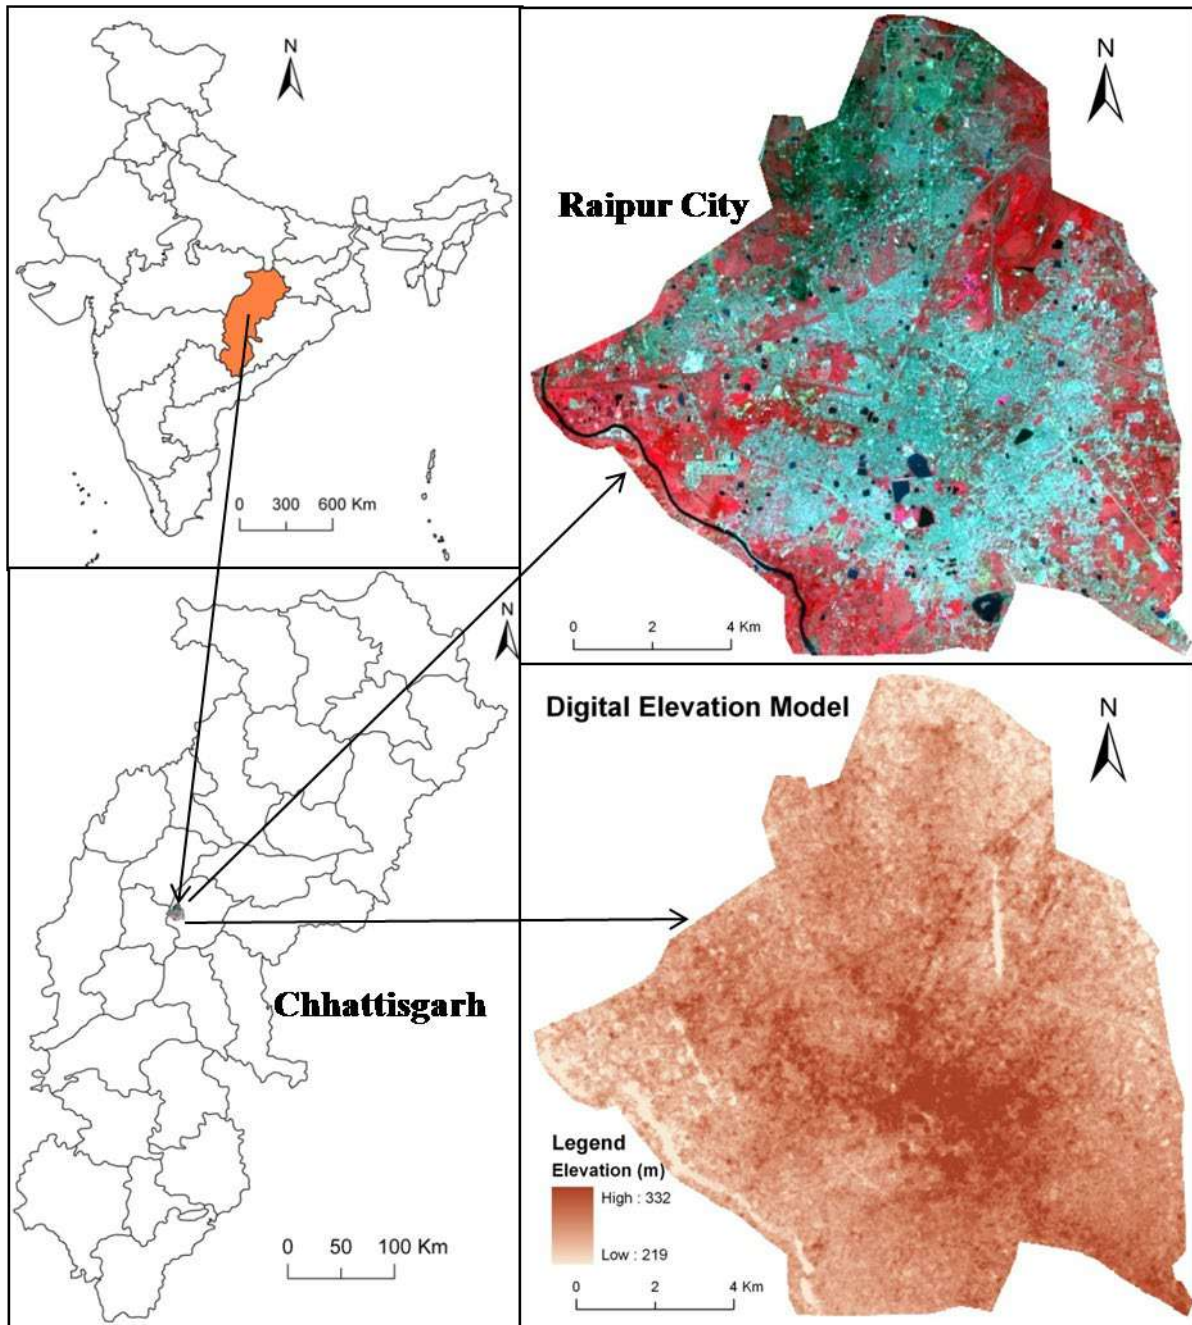 N
0 300 600 Km
N
Raipur City
0 2 4 Km
N
Chhattisgarh
0 50 100 Km
Digital Elevation Model
N
Legend
Elevation (m)
High : 332
Low : 219
0 2 4 Km